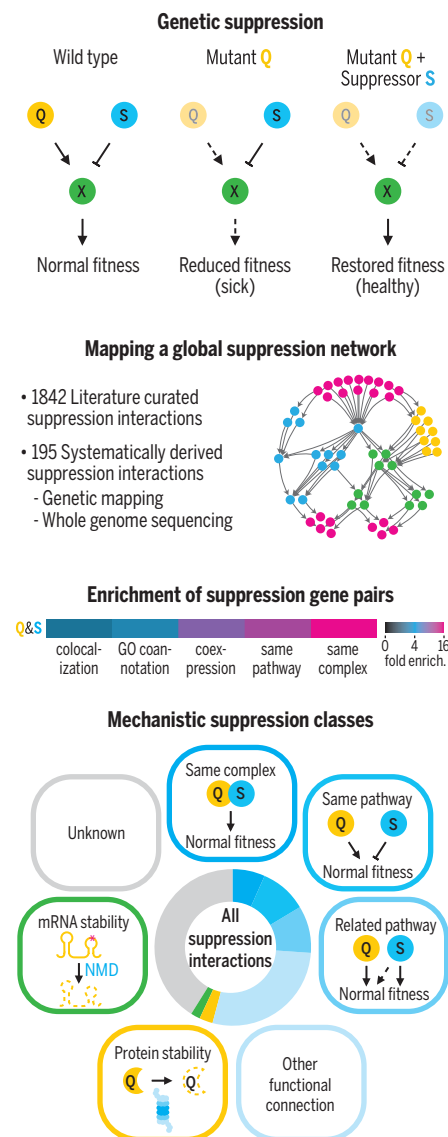 Genetic suppression
Wild type
Mutant Q
Mutant Q +
Suppressor S
Q S Q S Q S
X X X
Normal fitness
Reduced fitness
(sick)
Restored fitness
(healthy)
Mapping a global suppression network
• 1842 Literature curated
suppression interactions
• 195 Systematically derived
suppression interactions
- Genetic mapping
- Whole genome sequencing
Enrichment of suppression gene pairs
Q&S
colocal-
ization
GO coan-
notation
coex-
pression
same
pathway
same
complex
0 4 16
fold enrich.
Mechanistic suppression classes
Same complex
Q S
Normal fitness
Unknown
Same pathway
Q S
Normal fitness
All
suppression
interactions
mRNA stability
NMD
Related pathway
Q S
Normal fitness
Protein stability
Q Q
Other
functional
connection